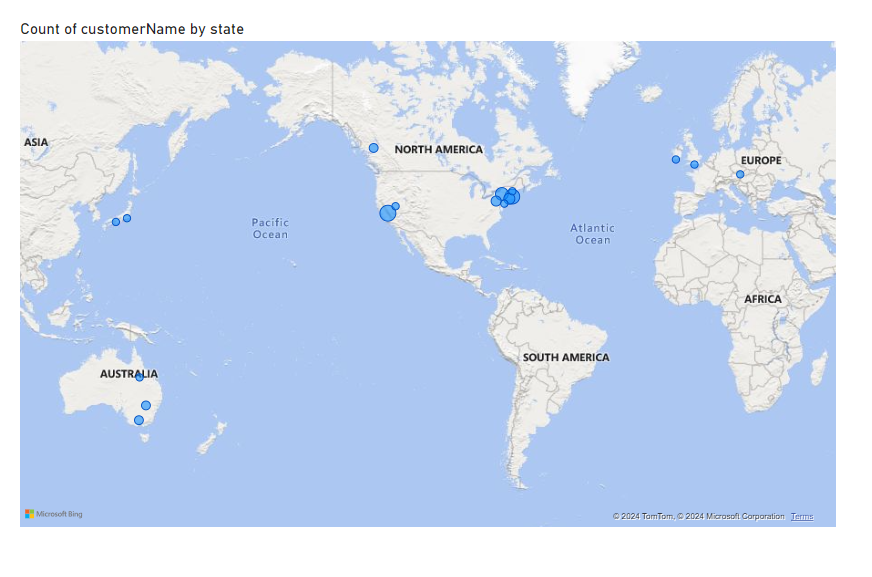 Count of customerName by state
ASIA
NORTH AMERICA
EUROPE
Pacific
Ocean
Atlantic
Ocean
AFRICA
SOUTH AMERICA
AUSTRALIA
Microsoft Bing
© 2024 TomTom, © 2024 Microsoft Corporation Terms